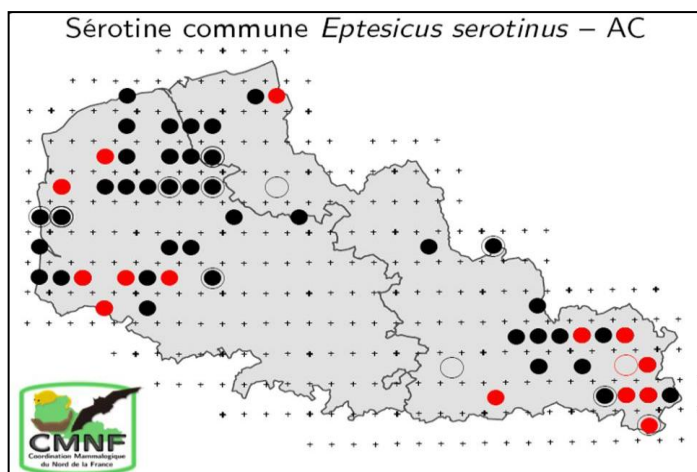 Sérotine commune Eptesicus serotinus – AC
CMNF
Coordination Mammalogique
du Nord de la France